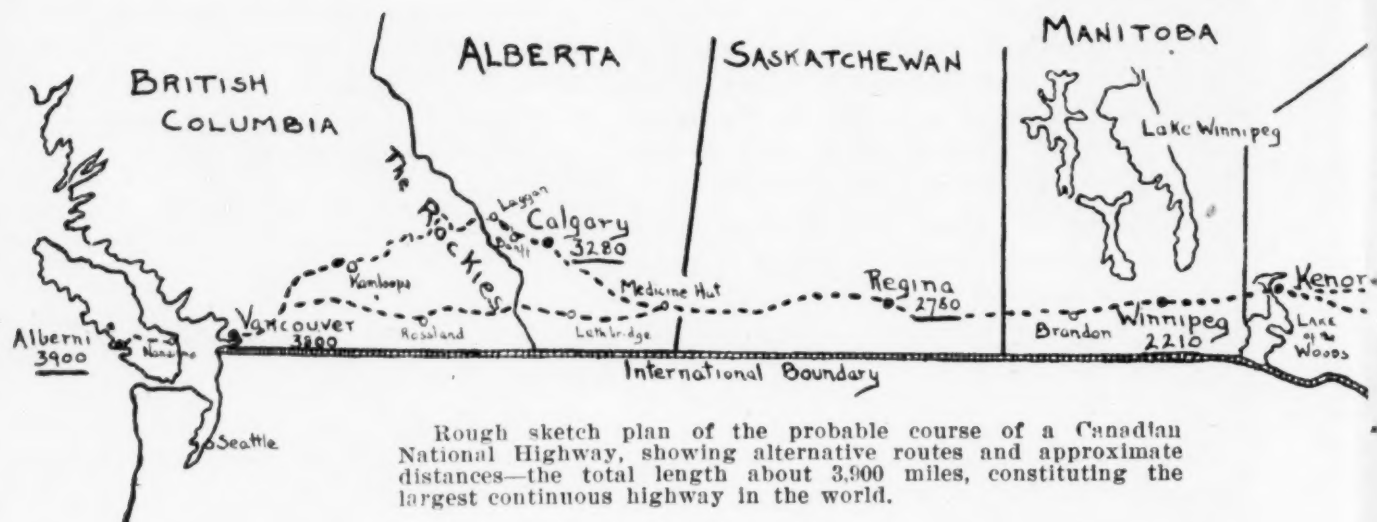 BRITISH
COLUMBIA
ALBERTA
SASKATCHEWAN
MANITOBA
Lake Winnipeg
The Rockies
Laggan
Banff
Calgary
3280
Kamloops
Medicine Hut
Regina
2780
Kenor
Vancouver
3800
Rossland
Lethbridge
Brandon
Winnipeg
2210
LAKE
of the
WOODS
Alberni
3900
Nanaimo
International Boundary
Seattle
Rough sketch plan of the probable course of a Canadian
National Highway, showing alternative routes and approximate
distances—the total length about 3,900 miles, constituting the
largest continuous highway in the world.